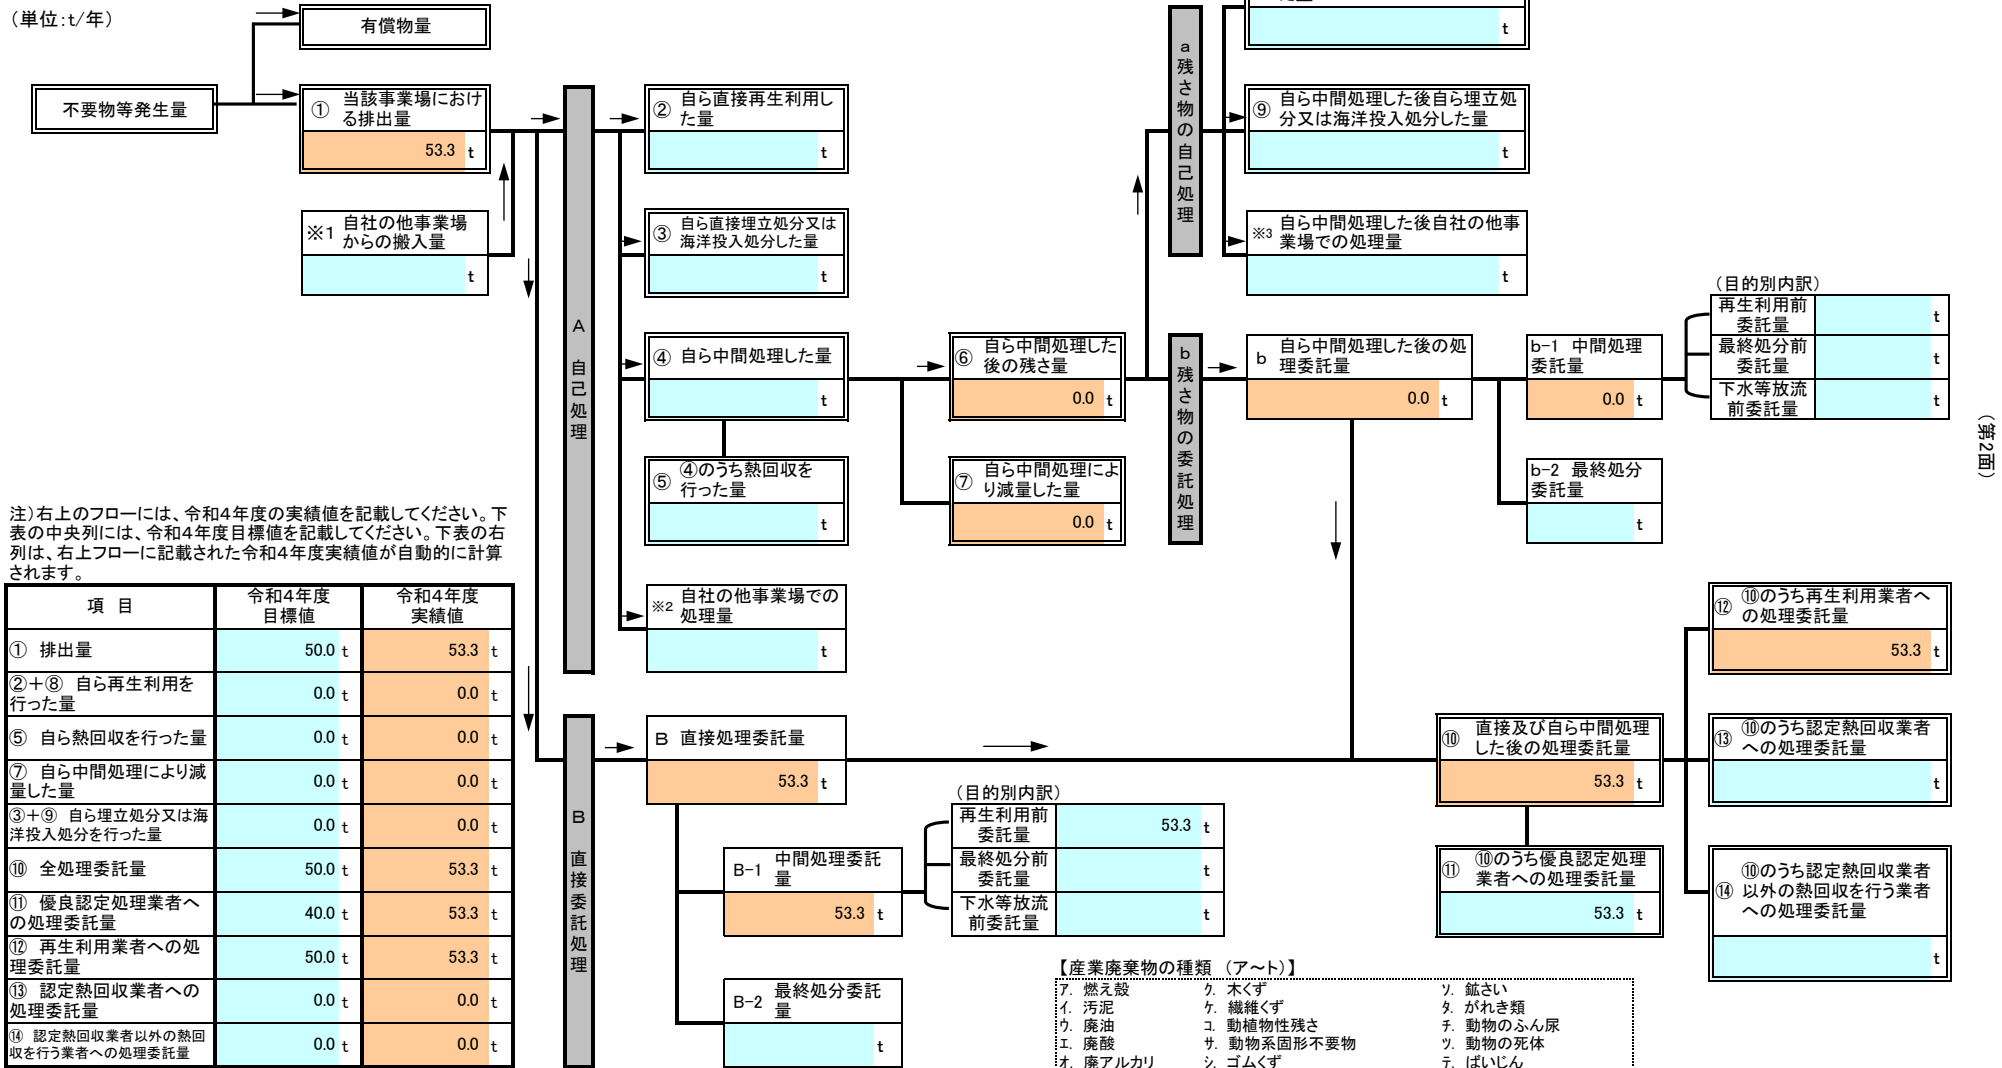 （単位：t/年）
有償物量
不要物等発生量
① 当該事業場におけ
る排出量
53.3 t
※1 自社の他事業場
からの搬入量
t
A 自己処理
② 自ら直接再生利用し
た量
t
③ 自ら直接埋立処分又は
海洋投入処分した量
t
④ 自ら中間処理した量
t
⑤ ④のうち熱回収を
行った量
t
※2 自社の他事業場での
処理量
t
⑥ 自ら中間処理した
後の残さ量
0.0 t
⑦ 自ら中間処理によ
り減量した量
0.0 t
a 残さ物の自己処理
t
⑨ 自ら中間処理した後自ら埋立処
分又は海洋投入処分した量
t
※3 自ら中間処理した後自社の他事
業場での処理量
t
b 残さ物の委託処理
b 自ら中間処理した後の処
理委託量
0.0 t
b-1 中間処理
委託量
0.0 t
b-2 最終処分
委託量
t
（目的別内訳）
再生利用前
委託量 t
最終処分前
委託量 t
下水等放流
前委託量 t
（第2面）
注）右上のフローには、令和４年度の実績値を記載してください。下
表の中央列には、令和４年度目標値を記載してください。下表の右
列は、右上フローに記載された令和４年度実績値が自動的に計算
されます。
項 目 令和４年度 令和４年度
目標値 実績値
① 排出量 50.0 t 53.3 t
②＋⑧ 自ら再生利用を
行った量 0.0 t 0.0 t
⑤ 自ら熱回収を行った量 0.0 t 0.0 t
⑦ 自ら中間処理により減
量した量 0.0 t 0.0 t
③＋⑨ 自ら埋立処分又は海
洋投入処分を行った量 0.0 t 0.0 t
⑩ 全処理委託量 50.0 t 53.3 t
⑪ 優良認定処理業者へ
の処理委託量 40.0 t 53.3 t
⑫ 再生利用業者への処
理委託量 50.0 t 53.3 t
⑬ 認定熱回収業者への
処理委託量 0.0 t 0.0 t
⑭ 認定熱回収業者以外の熱回
収を行う業者への処理委託量 0.0 t 0.0 t
B 直接委託処理
B 直接処理委託量
53.3 t
B-1 中間処理委託
量
53.3 t
B-2 最終処分委託
量
t
（目的別内訳）
再生利用前
委託量 53.3 t
最終処分前
委託量 t
下水等放流
前委託量 t
⑩ 直接及び自ら中間処理
した後の処理委託量
53.3 t
⑪ ⑩のうち優良認定処理
業者への処理委託量
53.3 t
⑫ ⑩のうち再生利用業者へ
の処理委託量
53.3 t
⑬ ⑩のうち認定熱回収業者
への処理委託量
t
⑭ ⑩のうち認定熱回収業者
以外の熱回収を行う業者
への処理委託量
t
【産業廃棄物の種類 （ア～ト）】
ア. 燃え殻 ク. 木くず ソ. 鉱さい
イ. 汚泥 ケ. 繊維くず タ. がれき類
ウ. 廃油 コ. 動植物性残さ チ. 動物のふん尿
エ. 廃酸 サ. 動物系固形不要物 ツ. 動物の死体
オ. 廃アルカリ シ. ゴムくず テ. ばいじん